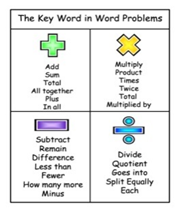 The Key Word in Word Problems
Add
Sum
Total
All together
Plus
In all
Multiply
Product
Times
Twice
Total
Multiplied by
Subtract
Remain
Difference
Less than
Fewer
How many more
Minus
Divide
Quotient
Goes into
Split Equally
Each